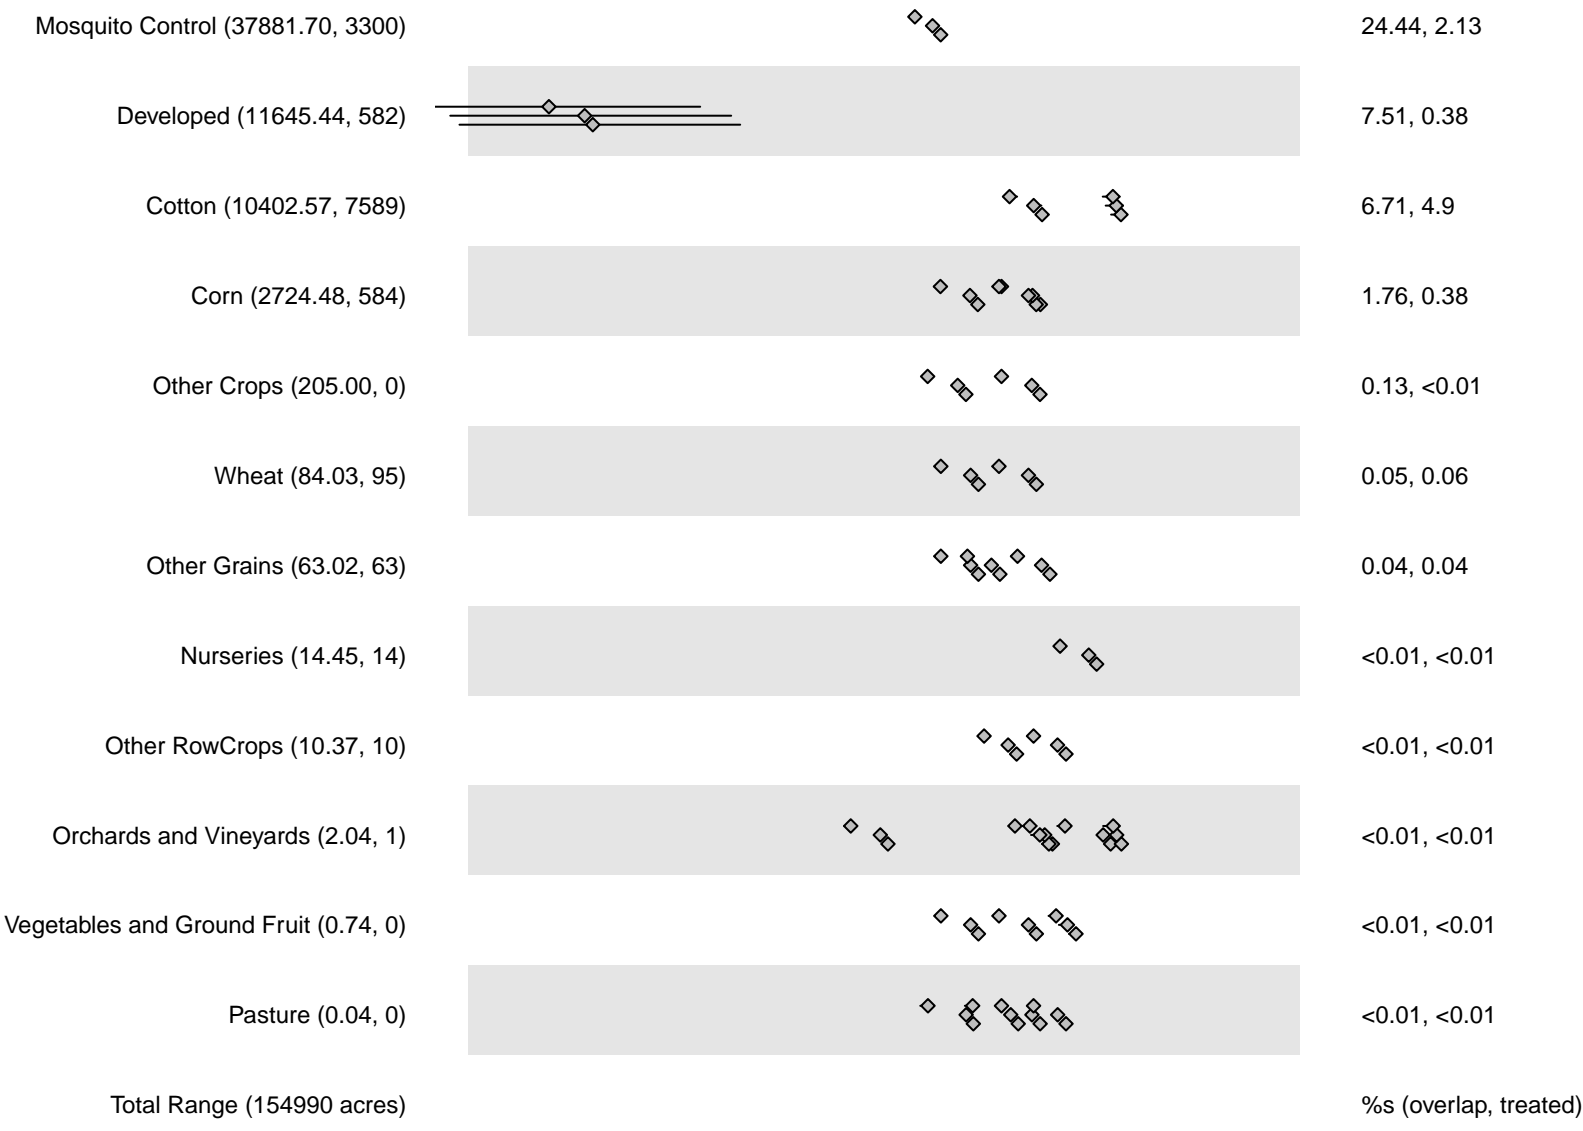 Mosquito Control (37881.70, 3300) 24.44, 2.13
Developed (11645.44, 582) 7.51, 0.38
Cotton (10402.57, 7589) 6.71, 4.9
Corn (2724.48, 584) 1.76, 0.38
Other Crops (205.00, 0) 0.13, <0.01
Wheat (84.03, 95) 0.05, 0.06
Other Grains (63.02, 63) 0.04, 0.04
Nurseries (14.45, 14) <0.01, <0.01
Other RowCrops (10.37, 10) <0.01, <0.01
Orchards and Vineyards (2.04, 1) <0.01, <0.01
Vegetables and Ground Fruit (0.74, 0) <0.01, <0.01
Pasture (0.04, 0) <0.01, <0.01
Total Range (154990 acres) %s (overlap, treated)